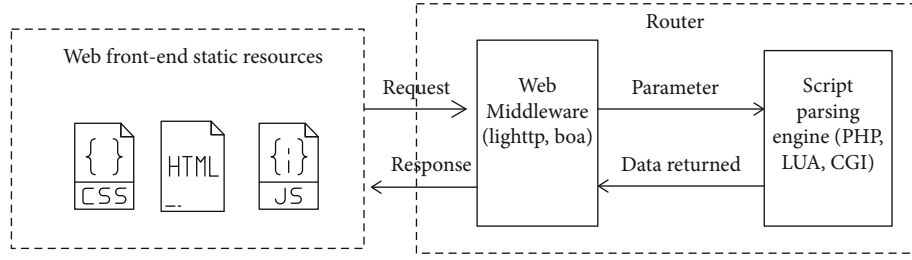 Router
Web front-end static resources
{ }
CSS
HTML
{¦}
JS
Request
Response
Web
Middleware
(lighttp, boa)
Parameter
Data returned
Script
parsing
engine (PHP,
LUA, CGI)